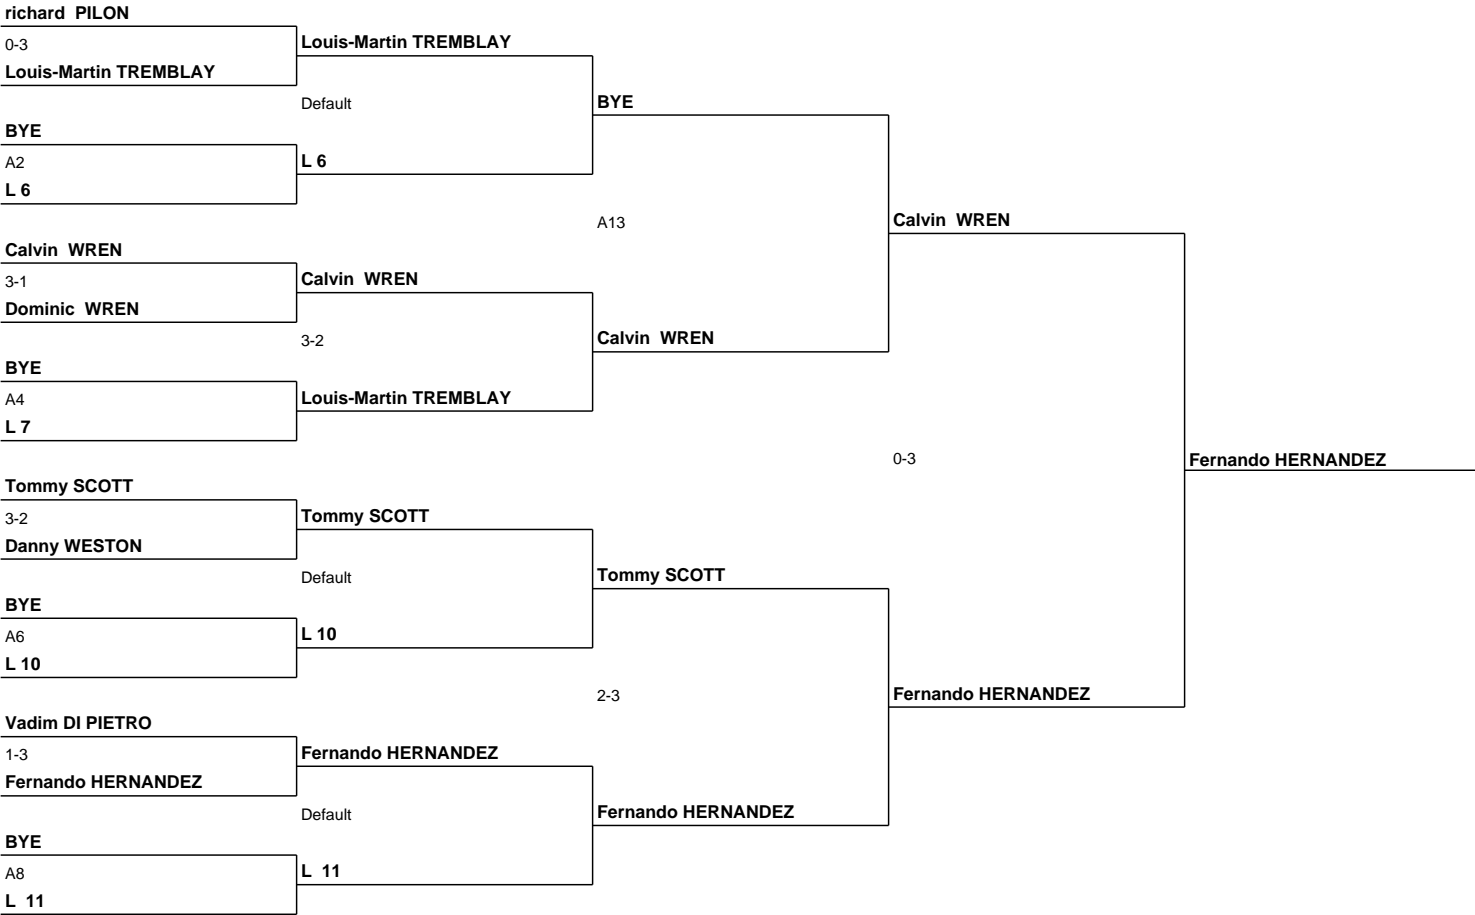 richard  PILON
0-3
Louis-Martin TREMBLAY
BYE
A2
L 6
Calvin  WREN
3-1
Dominic  WREN
BYE
A4
L 7
Tommy SCOTT
3-2
Danny WESTON
BYE
A6
L 10
Vadim DI PIETRO
1-3
Fernando HERNANDEZ
BYE
A8
L  11
Louis-Martin TREMBLAY
Default
L 6
Calvin  WREN
3-2
Louis-Martin TREMBLAY
Tommy SCOTT
Default
L 10
Fernando HERNANDEZ
Default
L  11
BYE
A13
Calvin  WREN
Tommy SCOTT
2-3
Fernando HERNANDEZ
Calvin  WREN
0-3
Fernando HERNANDEZ
Fernando HERNANDEZ